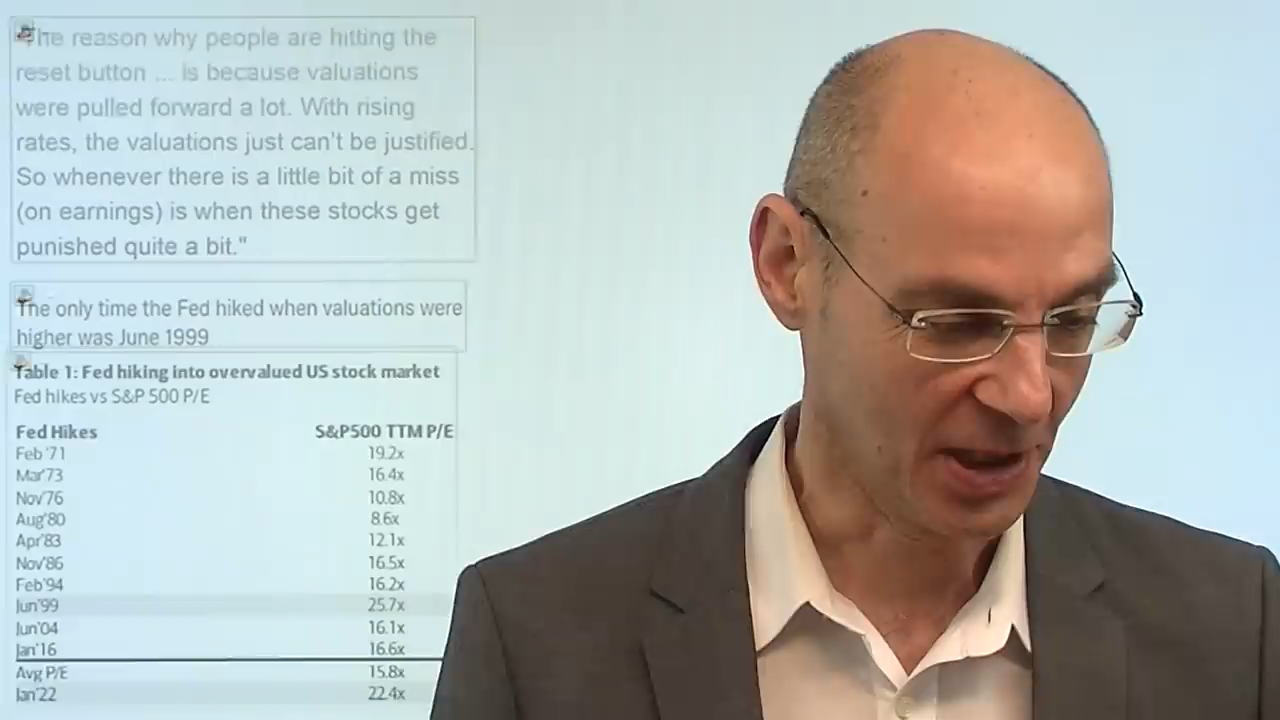 "The reason why people are hitting the
reset button ... is because valuations
were pulled forward a lot. With rising
rates, the valuations just can't be justified.
So whenever there is a little bit of a miss
(on earnings) is when these stocks get
punished quite a bit."
The only time the Fed hiked when valuations were
higher was June 1999
Table 1: Fed hiking into overvalued US stock market
Fed hikes vs S&P 500 P/E
Fed Hikes S&P500 TTM P/E
Feb '71 19.2x
Mar'73 16.4x
Nov'76 10.8x
Aug'80 8.6x
Apr'83 12.1x
Nov'86 16.5x
Feb'94 16.2x
Jun'99 25.7x
Jun'04 16.1x
Jan'16 16.6x
Avg P/E 15.8x
Jan'22 22.4x